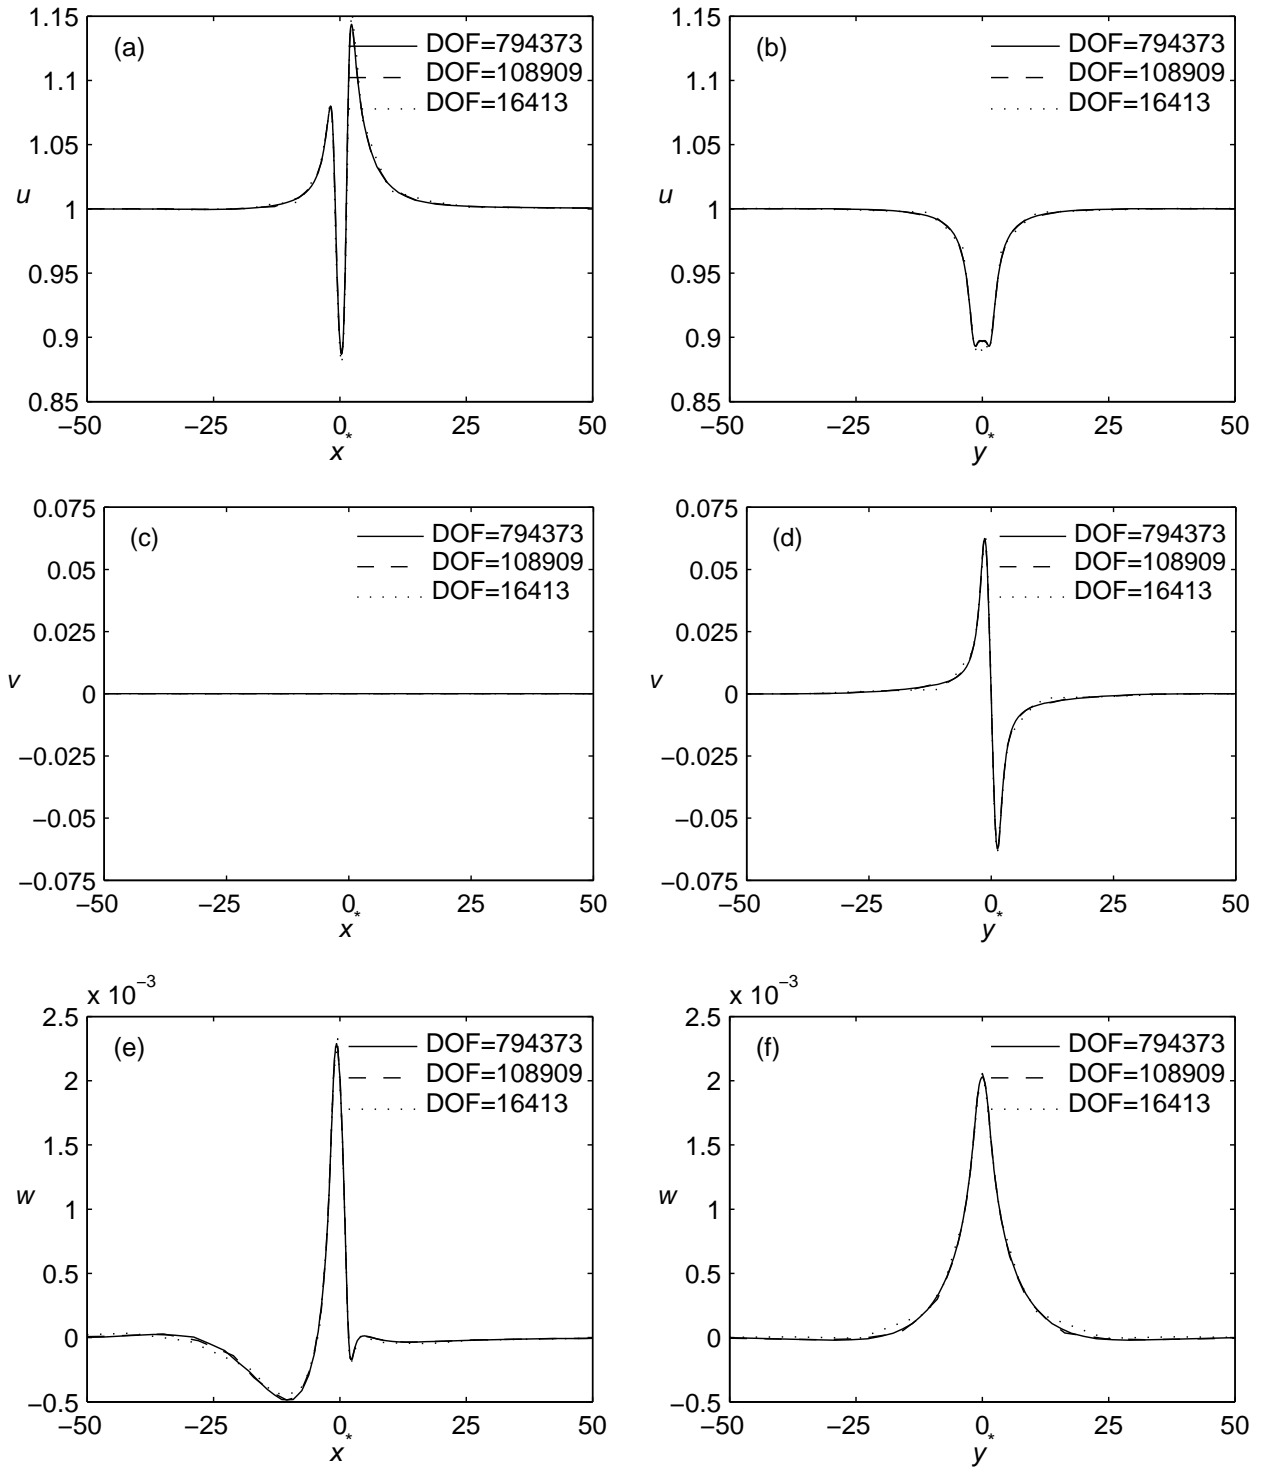 (a)
DOF=794373
DOF=108909
DOF=16413
1.15
1.1
1.05
1
0.95
0.9
0.85
u
−50
−25
0
25
50
x*
(b)
DOF=794373
DOF=108909
DOF=16413
1.15
1.1
1.05
1
0.95
0.9
0.85
u
−50
−25
0
25
50
y*
(c)
DOF=794373
DOF=108909
DOF=16413
0.075
0.05
0.025
0
−0.025
−0.05
−0.075
v
−50
−25
0
25
50
x*
(d)
DOF=794373
DOF=108909
DOF=16413
0.075
0.05
0.025
0
−0.025
−0.05
−0.075
v
−50
−25
0
25
50
y*
x 10−3
(e)
DOF=794373
DOF=108909
DOF=16413
2.5
2
1.5
1
0.5
0
−0.5
w
−50
−25
0
25
50
x*
x 10−3
(f)
DOF=794373
DOF=108909
DOF=16413
2.5
2
1.5
1
0.5
0
−0.5
w
−50
−25
0
25
50
y*